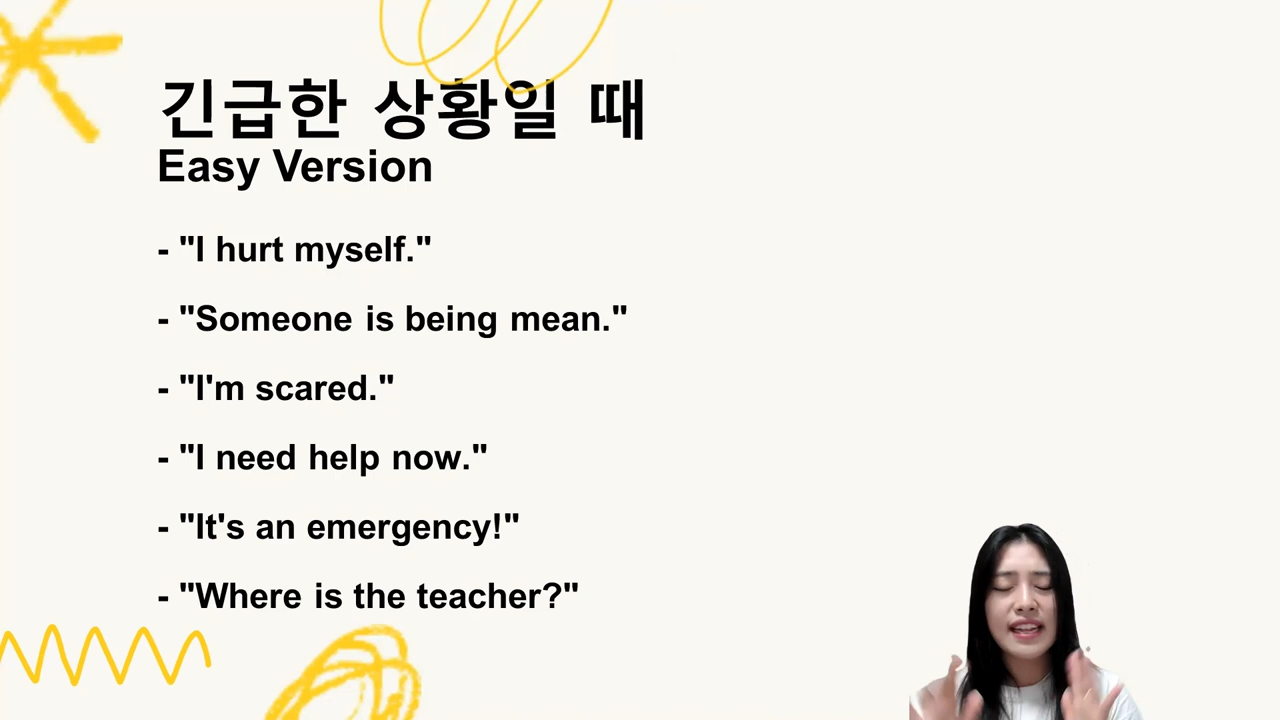 긴급한 상황일 때
Easy Version
- "I hurt myself."
- "Someone is being mean."
- "I'm scared."
- "I need help now."
- "It's an emergency!"
- "Where is the teacher?"